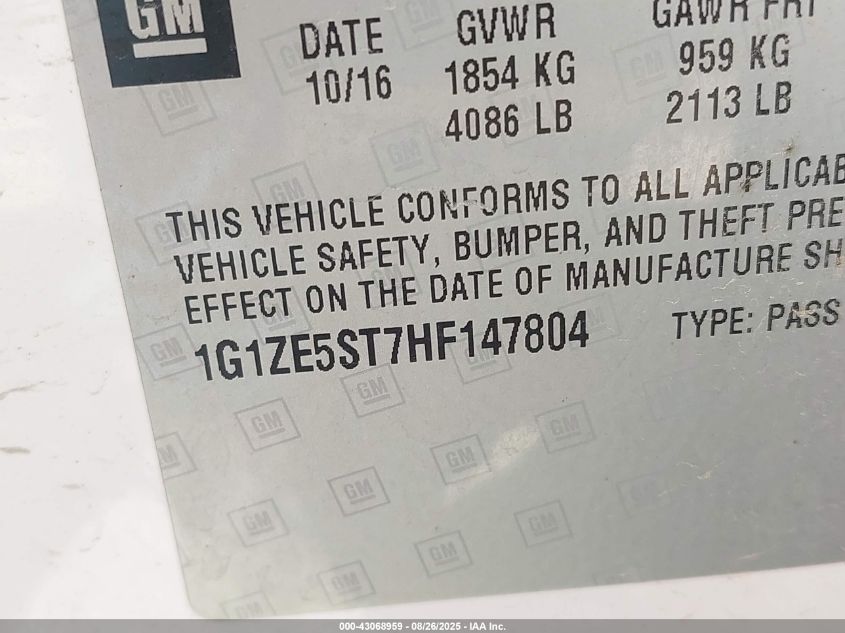 GM
DATE GVWR GAWR FRT
10/16 1854 KG 959 KG
4086 LB 2113 LB
THIS VEHICLE CONFORMS TO ALL APPLICAB
VEHICLE SAFETY, BUMPER, AND THEFT PRE
EFFECT ON THE DATE OF MANUFACTURE SH
1G1ZE5ST7HF147804 TYPE: PASS
000-43068959 - 08/26/2025 - IAA Inc.